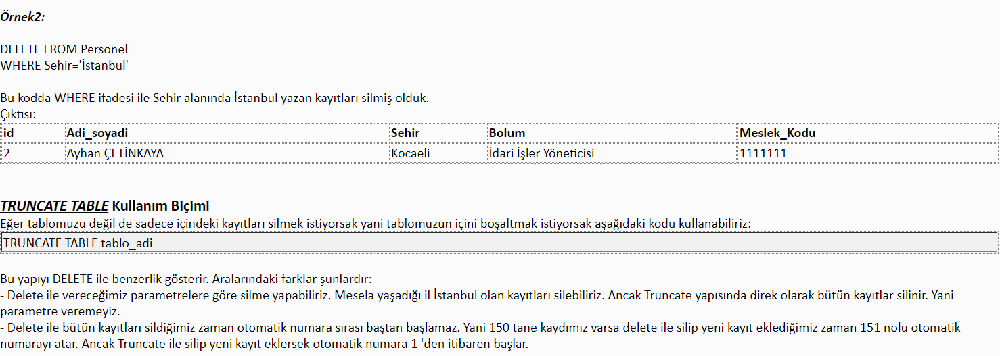 Örnek2:
DELETE FROM Personel
WHERE Sehir='İstanbul'
Bu kodda WHERE ifadesi ile Sehir alanında İstanbul yazan kayıtları silmiş olduk.
Çıktısı:
id Adi_soyadi Sehir Bolum Meslek_Kodu
2 Ayhan ÇETİNKAYA Kocaeli İdari İşler Yöneticisi 1111111
TRUNCATE TABLE Kullanım Biçimi
Eğer tablomuzu değil de sadece içindeki kayıtları silmek istiyorsak yani tablomuzun içini boşaltmak istiyorsak aşağıdaki kodu kullanabiliriz:
TRUNCATE TABLE tablo_adi
Bu yapıyı DELETE ile benzerlik gösterir. Aralarındaki farklar şunlardır:
- Delete ile vereceğimiz parametrelere göre silme yapabiliriz. Mesela yaşadığı il İstanbul olan kayıtları silebiliriz. Ancak Truncate yapısında direk olarak bütün kayıtlar silinir. Yani
parametre veremeyiz.
- Delete ile bütün kayıtları sildiğimiz zaman otomatik numara sırası baştan başlamaz. Yani 150 tane kaydımız varsa delete ile silip yeni kayıt eklediğimiz zaman 151 nolu otomatik
numarayı atar. Ancak Truncate ile silip yeni kayıt eklersek otomatik numara 1 'den itibaren başlar.